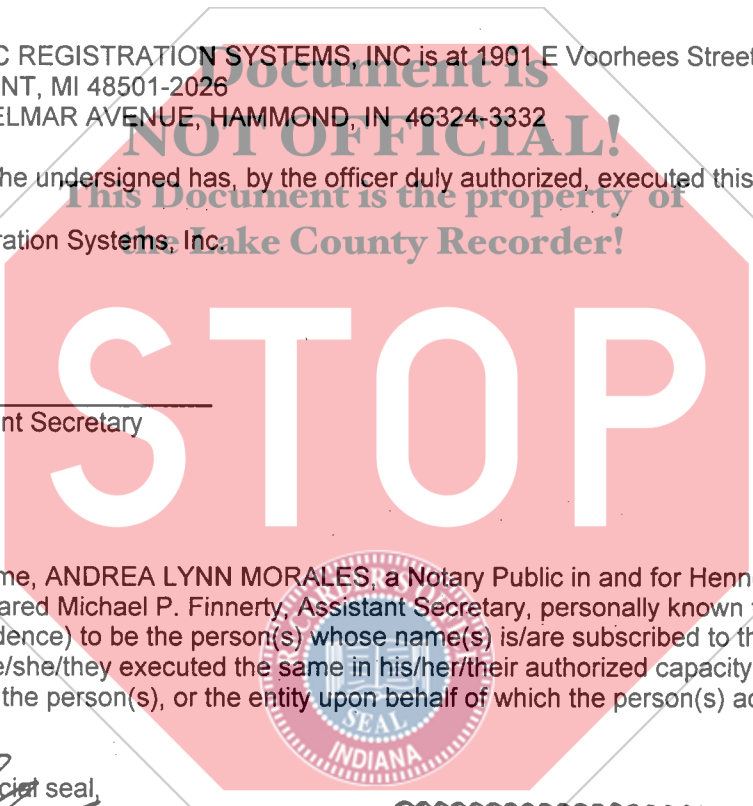 C REGISTRATION SYSTEMS, INC is at 1901 E Voorhees Street
Document is
NT, MI 48501-2026
ELMAR AVENUE, HAMMOND, IN 46324-3332
NOT OFFICIAL!
he undersigned has, by the officer duly authorized, executed this
This Document is the property of
ration Systems, Inc.
the Lake County Recorder!
STOP
nt Secretary
me, ANDREA LYNN MORALES, a Notary Public in and for Henn
ared Michael P. Finnerty, Assistant Secretary, personally known
dence) to be the person(s) whose name(s) is/are subscribed to th
e/she/they executed the same in his/her/their authorized capacity
the person(s), or the entity upon behalf of which the person(s) a
RECORDER'S OFFICE
SEAL
INDIANA
cial seal,